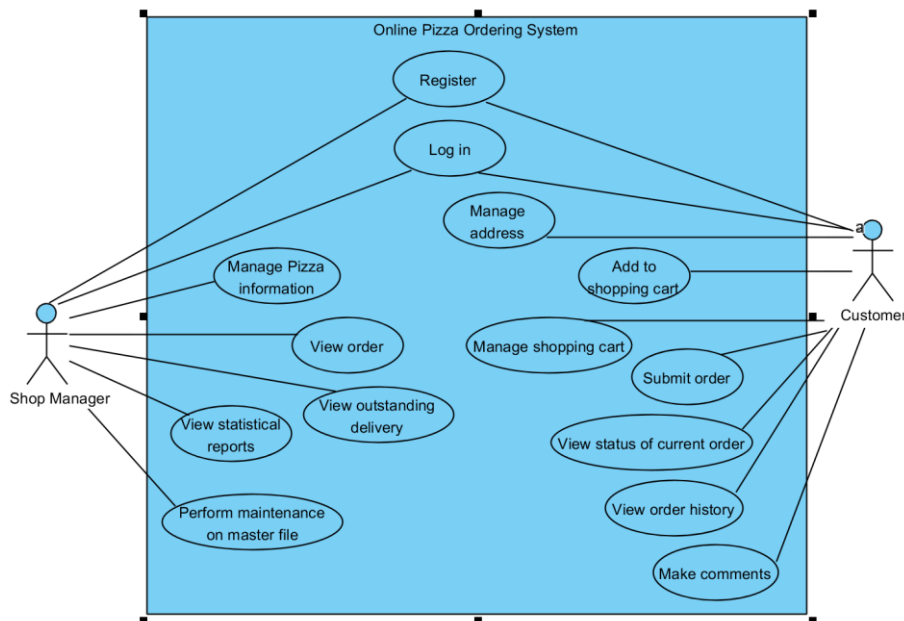 Online Pizza Ordering System
Register
Log in
Manage
address
a
Manage Pizza
information
Add to
shopping cart
Customer
View order
Manage shopping cart
Submit order
Shop Manager
View outstanding
delivery
View statistical
reports
View status of current order
View order history
Perform maintenance
on master file
Make comments